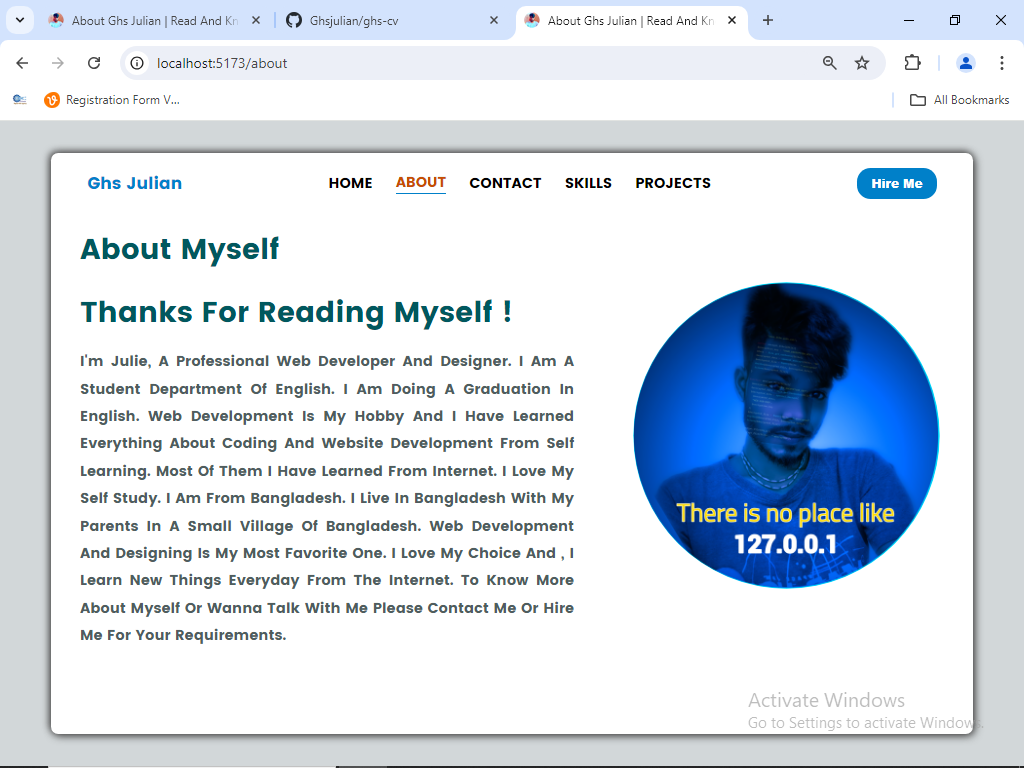 About Ghs Julian | Read And Kn
Ghsjulian/ghs-cv
About Ghs Julian | Read And Kn
localhost:5173/about
Registration Form V...
All Bookmarks
Ghs Julian
HOME
ABOUT
CONTACT
SKILLS
PROJECTS
Hire Me
About Myself
Thanks For Reading Myself !
I'm Julie, A Professional Web Developer And Designer. I Am A
Student Department Of English. I Am Doing A Graduation In
English. Web Development Is My Hobby And I Have Learned
Everything About Coding And Website Development From Self
Learning. Most Of Them I Have Learned From Internet. I Love My
Self Study. I Am From Bangladesh. I Live In Bangladesh With My
Parents In A Small Village Of Bangladesh. Web Development
And Designing Is My Most Favorite One. I Love My Choice And , I
Learn New Things Everyday From The Internet. To Know More
About Myself Or Wanna Talk With Me Please Contact Me Or Hire
Me For Your Requirements.
There is no place like
127.0.0.1
Activate Windows
Go to Settings to activate Windows.